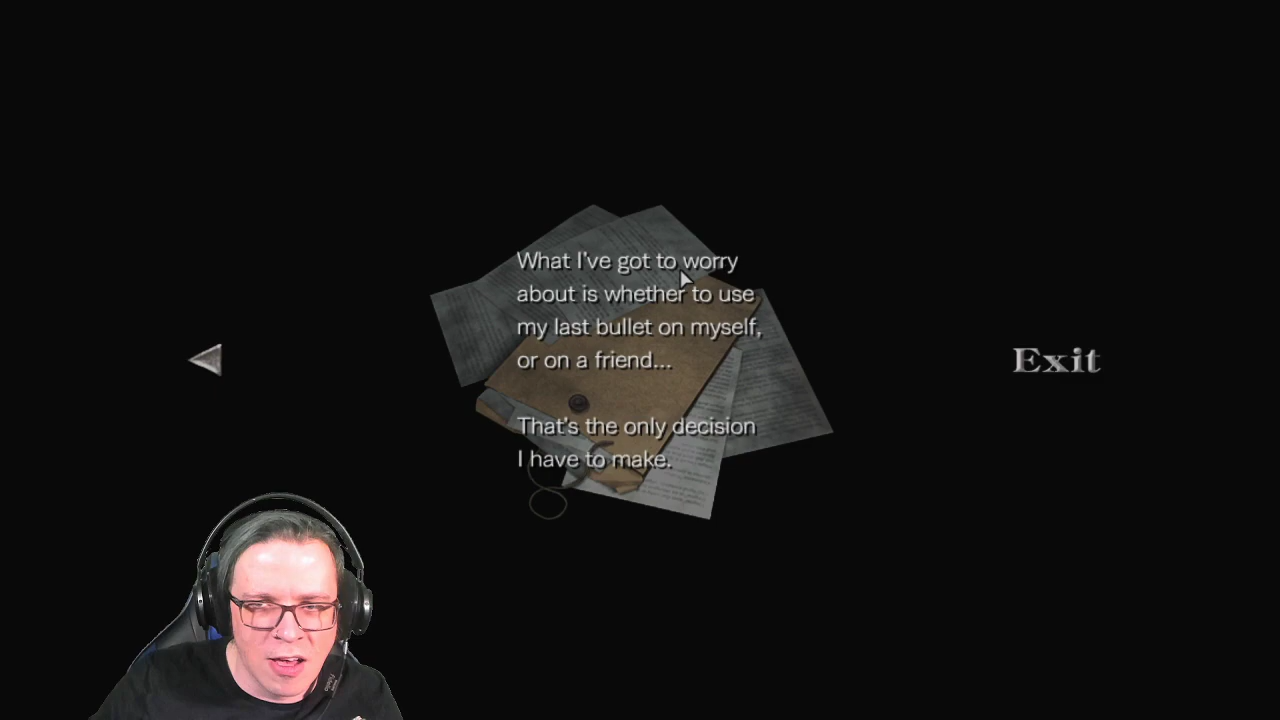 What I've got to worry
about is whether to use
my last bullet on myself,
or on a friend...
That's the only decision
I have to make.
Exit